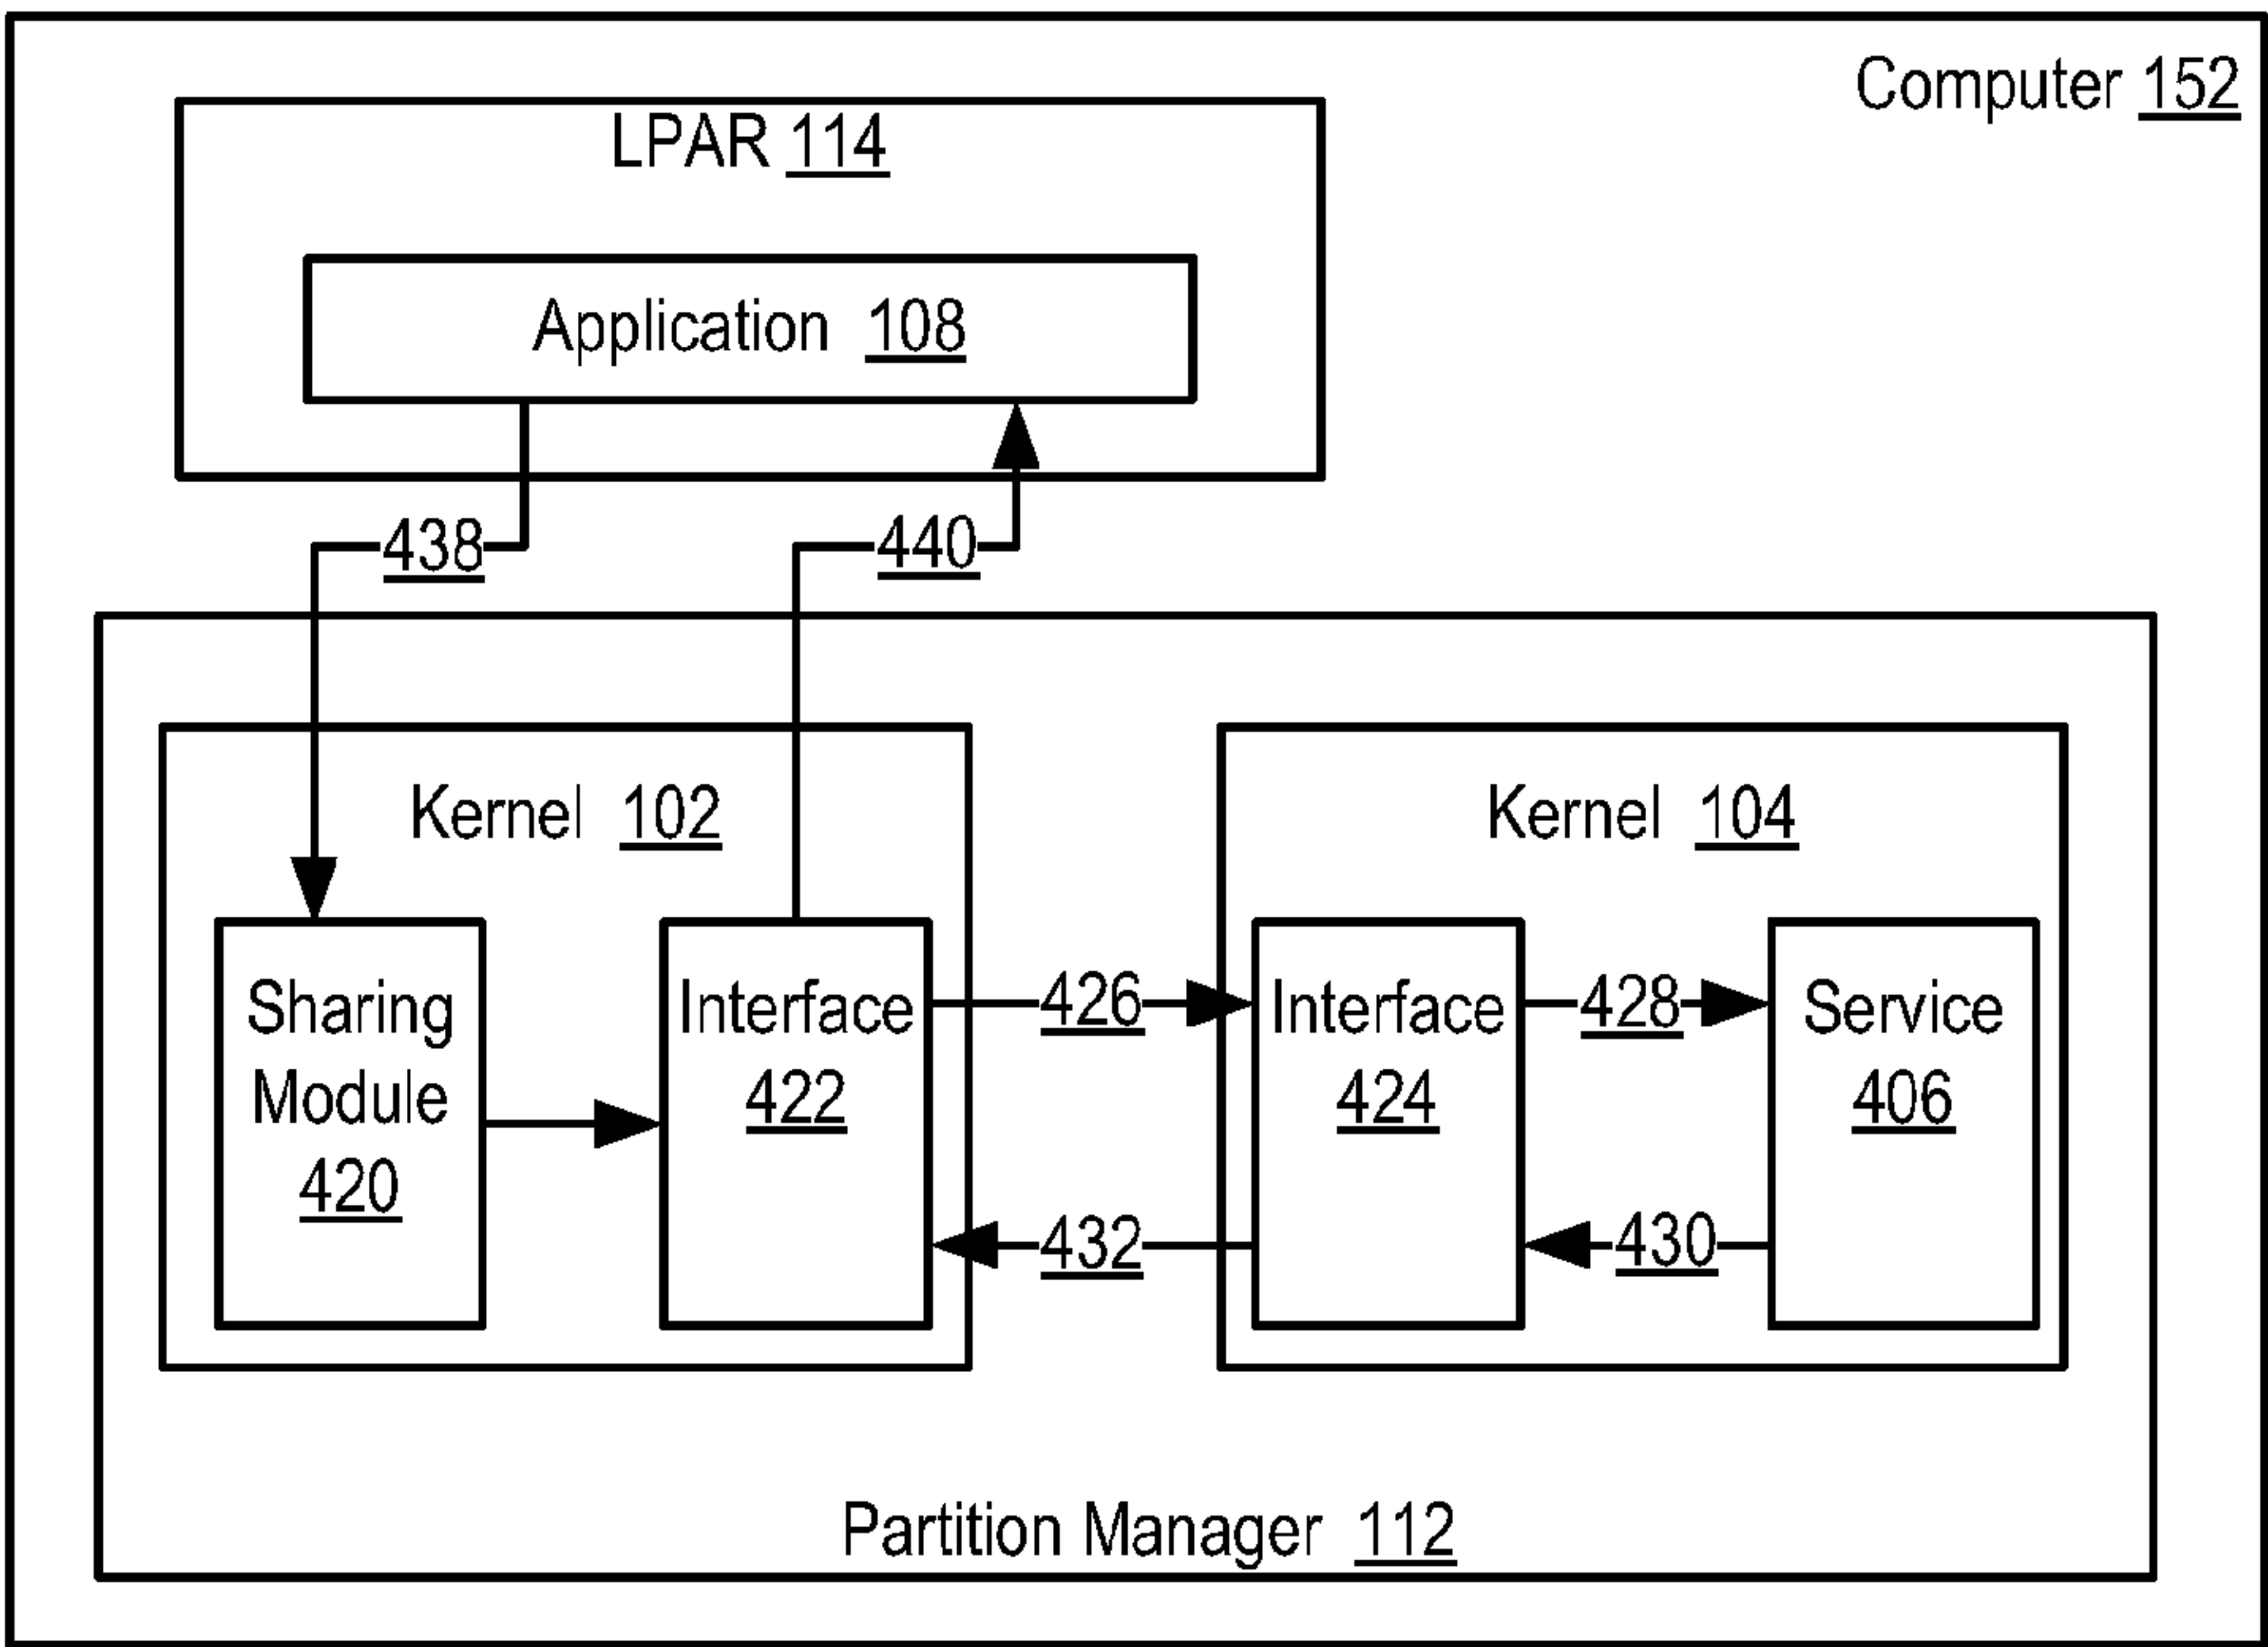 Computer 152
LPAR 114
Application 108
438
440
Kernel 102
Kernel 104
Sharing
Module
420
Interface
422
426
Interface
424
428
Service
406
432
430
Partition Manager 112